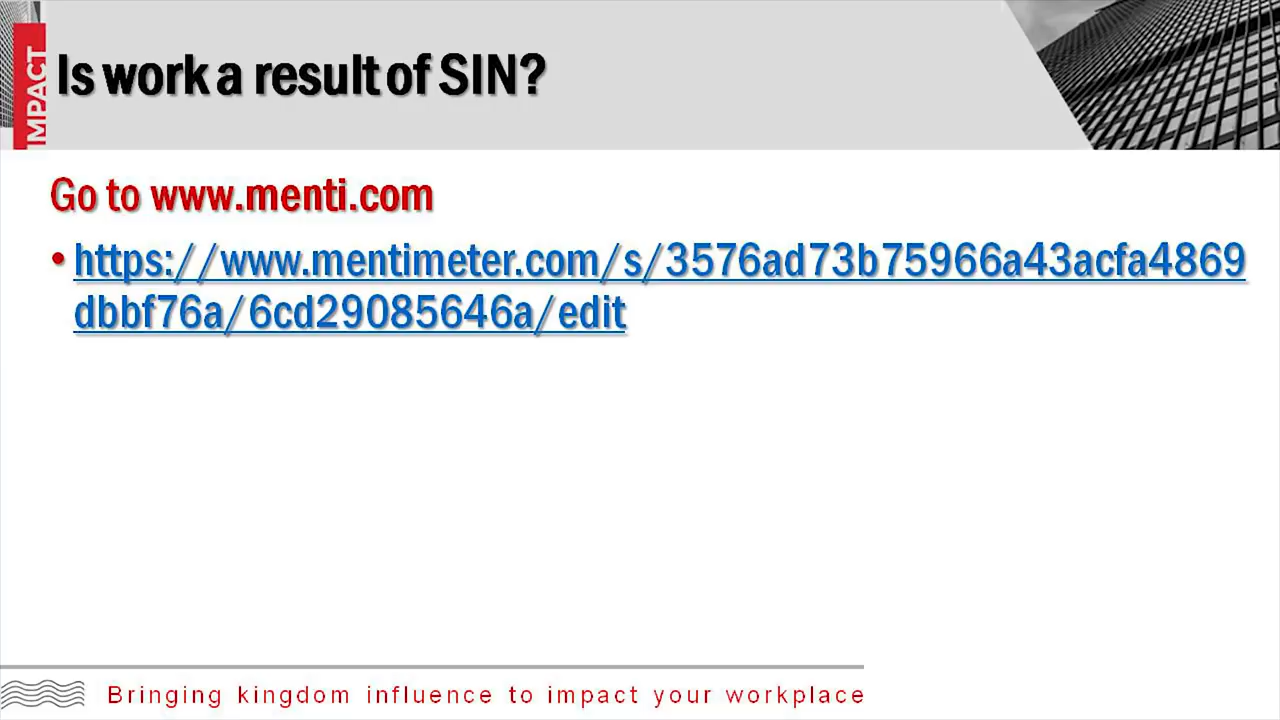 IMPACT
Is work a result of SIN?
Go to www.menti.com
• https://www.mentimeter.com/s/3576ad73b75966a43acfa4869
dbbf76a/6cd29085646a/edit
Bringing kingdom influence to impact your workplace